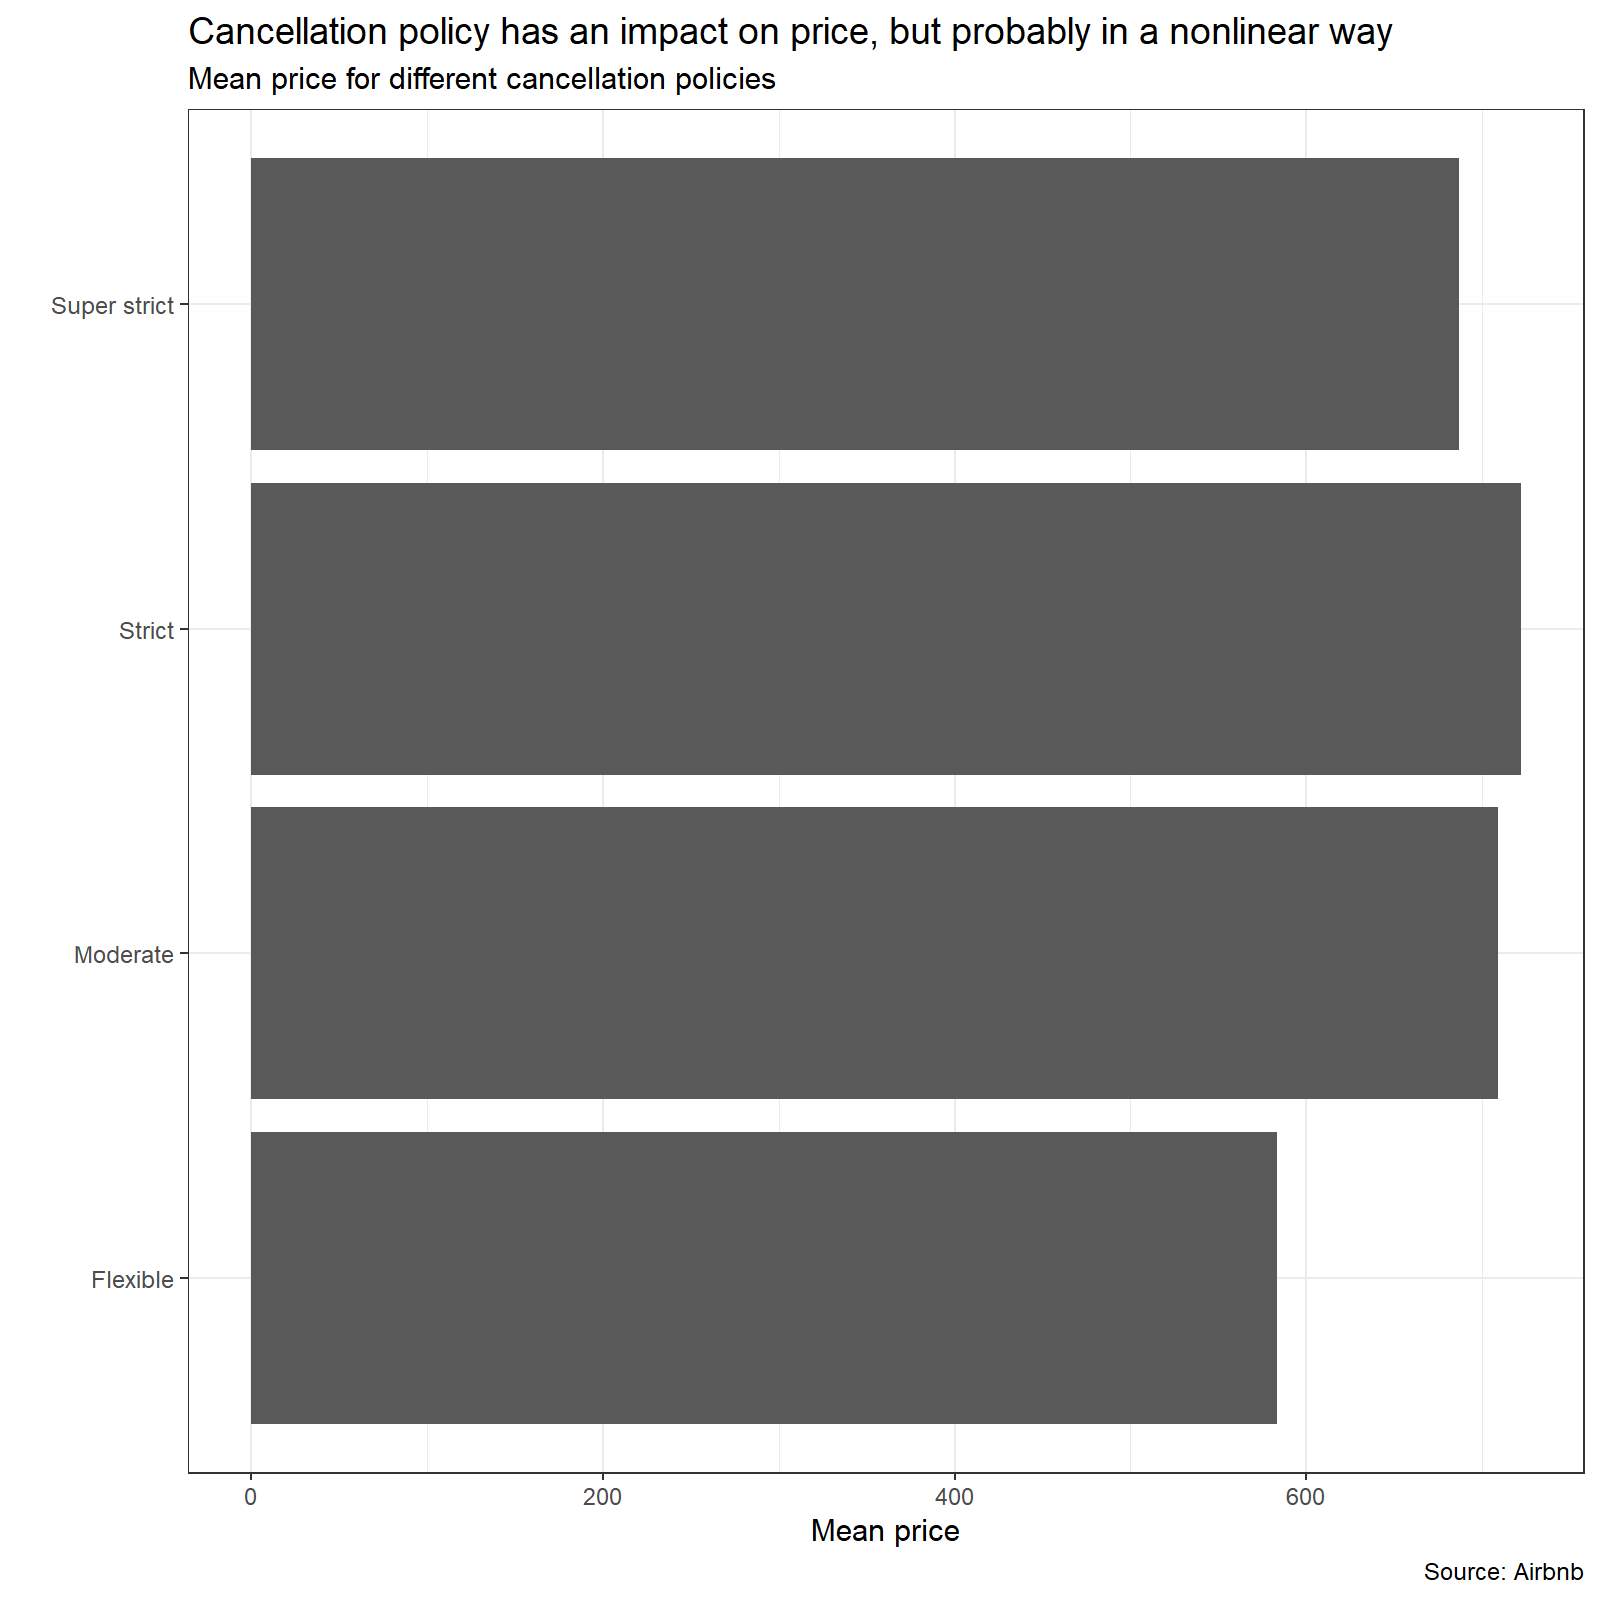 Cancellation policy has an impact on price, but probably in a nonlinear way
Mean price for different cancellation policies
Super strict
Strict
Moderate
Flexible
0 200 400 600
Mean price
Source: Airbnb